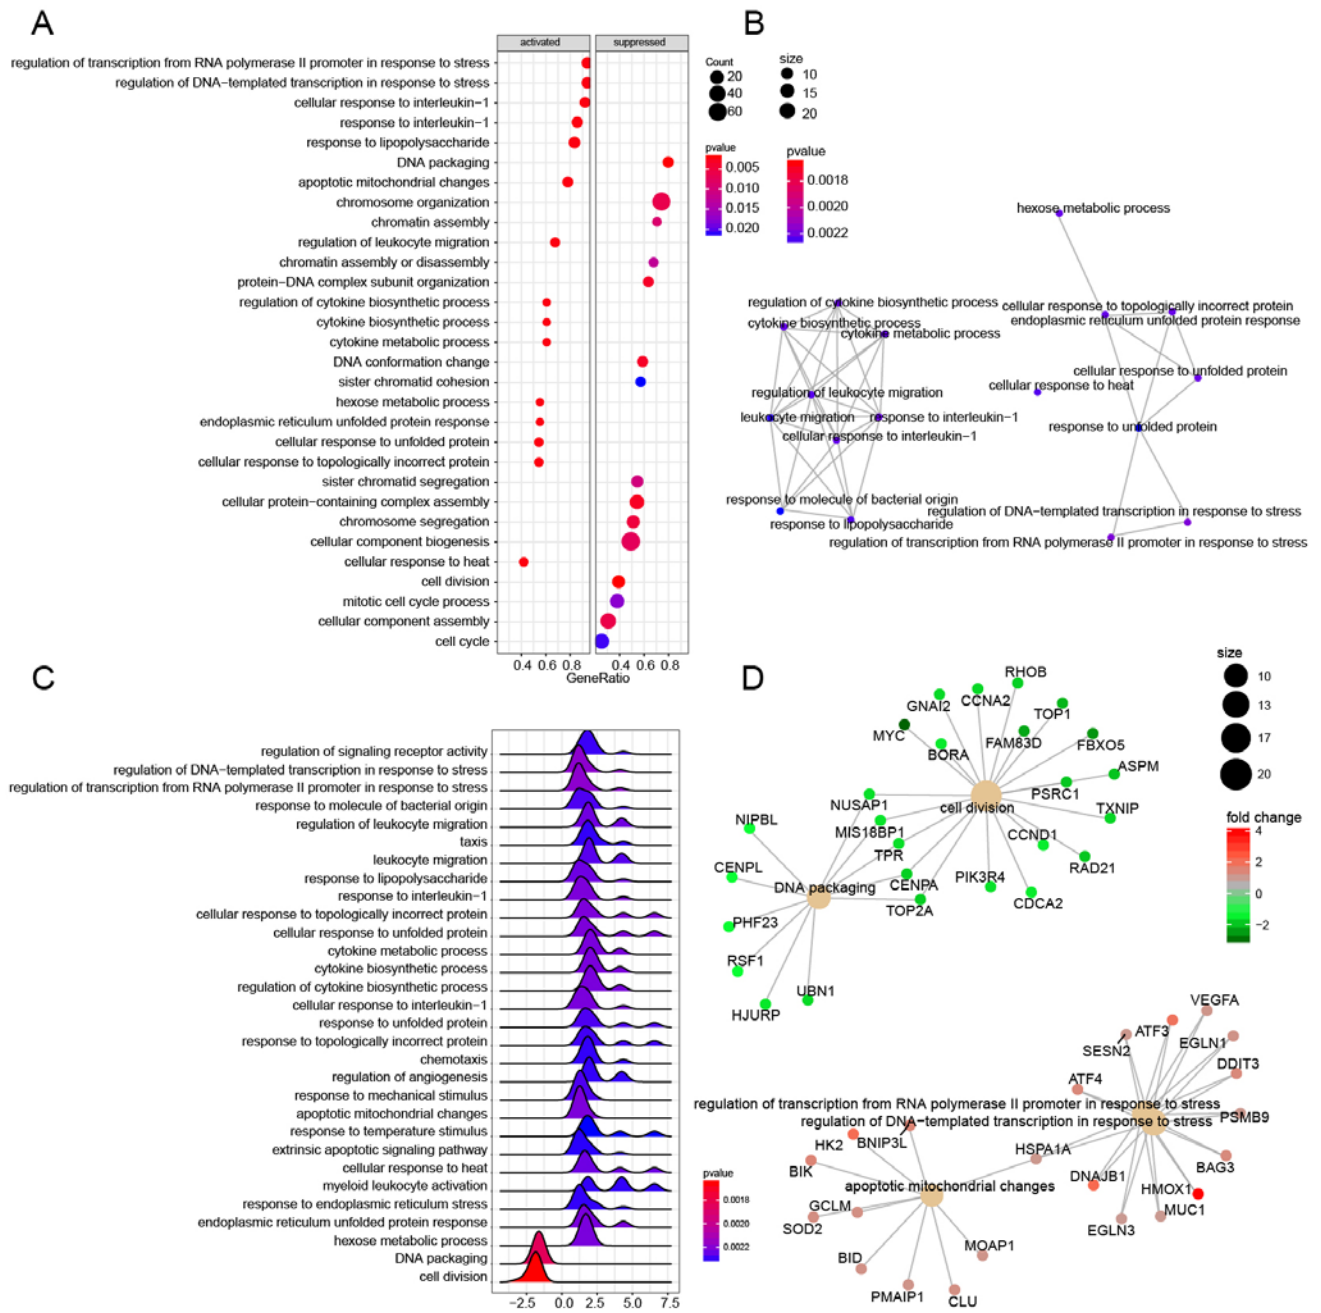 A
activated
suppressed
regulation of transcription from RNA polymerase II promoter in response to stress
regulation of DNA−templated transcription in response to stress
cellular response to interleukin−1
response to interleukin−1
response to lipopolysaccharide
DNA packaging
apoptotic mitochondrial changes
chromosome organization
chromatin assembly
regulation of leukocyte migration
chromatin assembly or disassembly
protein−DNA complex subunit organization
regulation of cytokine biosynthetic process
cytokine biosynthetic process
cytokine metabolic process
DNA conformation change
sister chromatid cohesion
hexose metabolic process
endoplasmic reticulum unfolded protein response
cellular response to unfolded protein
cellular response to topologically incorrect protein
sister chromatid segregation
cellular protein−containing complex assembly
chromosome segregation
cellular component biogenesis
cellular response to heat
cell division
mitotic cell cycle process
cellular component assembly
cell cycle
0.4 0.6 0.8 0.4 0.6 0.8
GeneRatio
Count
20
40
60
pvalue
0.005
0.010
0.015
0.020
B
size
10
15
20
pvalue
0.0018
0.0020
0.0022
hexose metabolic process
regulation of cytokine biosynthetic process
cellular response to topologically incorrect protein
cytokine biosynthetic process
endoplasmic reticulum unfolded protein response
cytokine metabolic process
cellular response to unfolded protein
cellular response to heat
regulation of leukocyte migration
leukocyte migration
response to interleukin−1
response to unfolded protein
cellular response to interleukin−1
response to molecule of bacterial origin
regulation of DNA−templated transcription in response to stress
response to lipopolysaccharide
regulation of transcription from RNA polymerase II promoter in response to stress
C
regulation of signaling receptor activity
regulation of DNA−templated transcription in response to stress
regulation of transcription from RNA polymerase II promoter in response to stress
response to molecule of bacterial origin
regulation of leukocyte migration
taxis
leukocyte migration
response to lipopolysaccharide
response to interleukin−1
cellular response to topologically incorrect protein
cellular response to unfolded protein
cytokine metabolic process
cytokine biosynthetic process
regulation of cytokine biosynthetic process
cellular response to interleukin−1
response to unfolded protein
response to topologically incorrect protein
chemotaxis
regulation of angiogenesis
response to mechanical stimulus
apoptotic mitochondrial changes
response to temperature stimulus
extrinsic apoptotic signaling pathway
cellular response to heat
myeloid leukocyte activation
response to endoplasmic reticulum stress
endoplasmic reticulum unfolded protein response
hexose metabolic process
DNA packaging
cell division
−2.5 0.0 2.5 5.0 7.5
pvalue
0.0018
0.0020
0.0022
D
size
10
13
17
20
fold change
4
2
0
−2
RHOB
CCNA2
GNAI2
TOP1
MYC
FAM83D
FBXO5
BORA
ASPM
PSRC1
NUSAP1
cell division
TXNIP
NIPBL
MIS18BP1
CCND1
TPR
RAD21
CENPL
PIK3R4
DNA packaging
CENPA
CDCA2
TOP2A
PHF23
RSF1
UBN1
HJURP
VEGFA
ATF3
EGLN1
SESN2
DDIT3
ATF4
regulation of transcription from RNA polymerase II promoter in response to stress
PSMB9
regulation of DNA−templated transcription in response to stress
HK2
BNIP3L
HSPA1A
BIK
BAG3
DNAJB1
apoptotic mitochondrial changes
HMOX1
GCLM
MUC1
SOD2
EGLN3
MOAP1
BID
PMAIP1
CLU